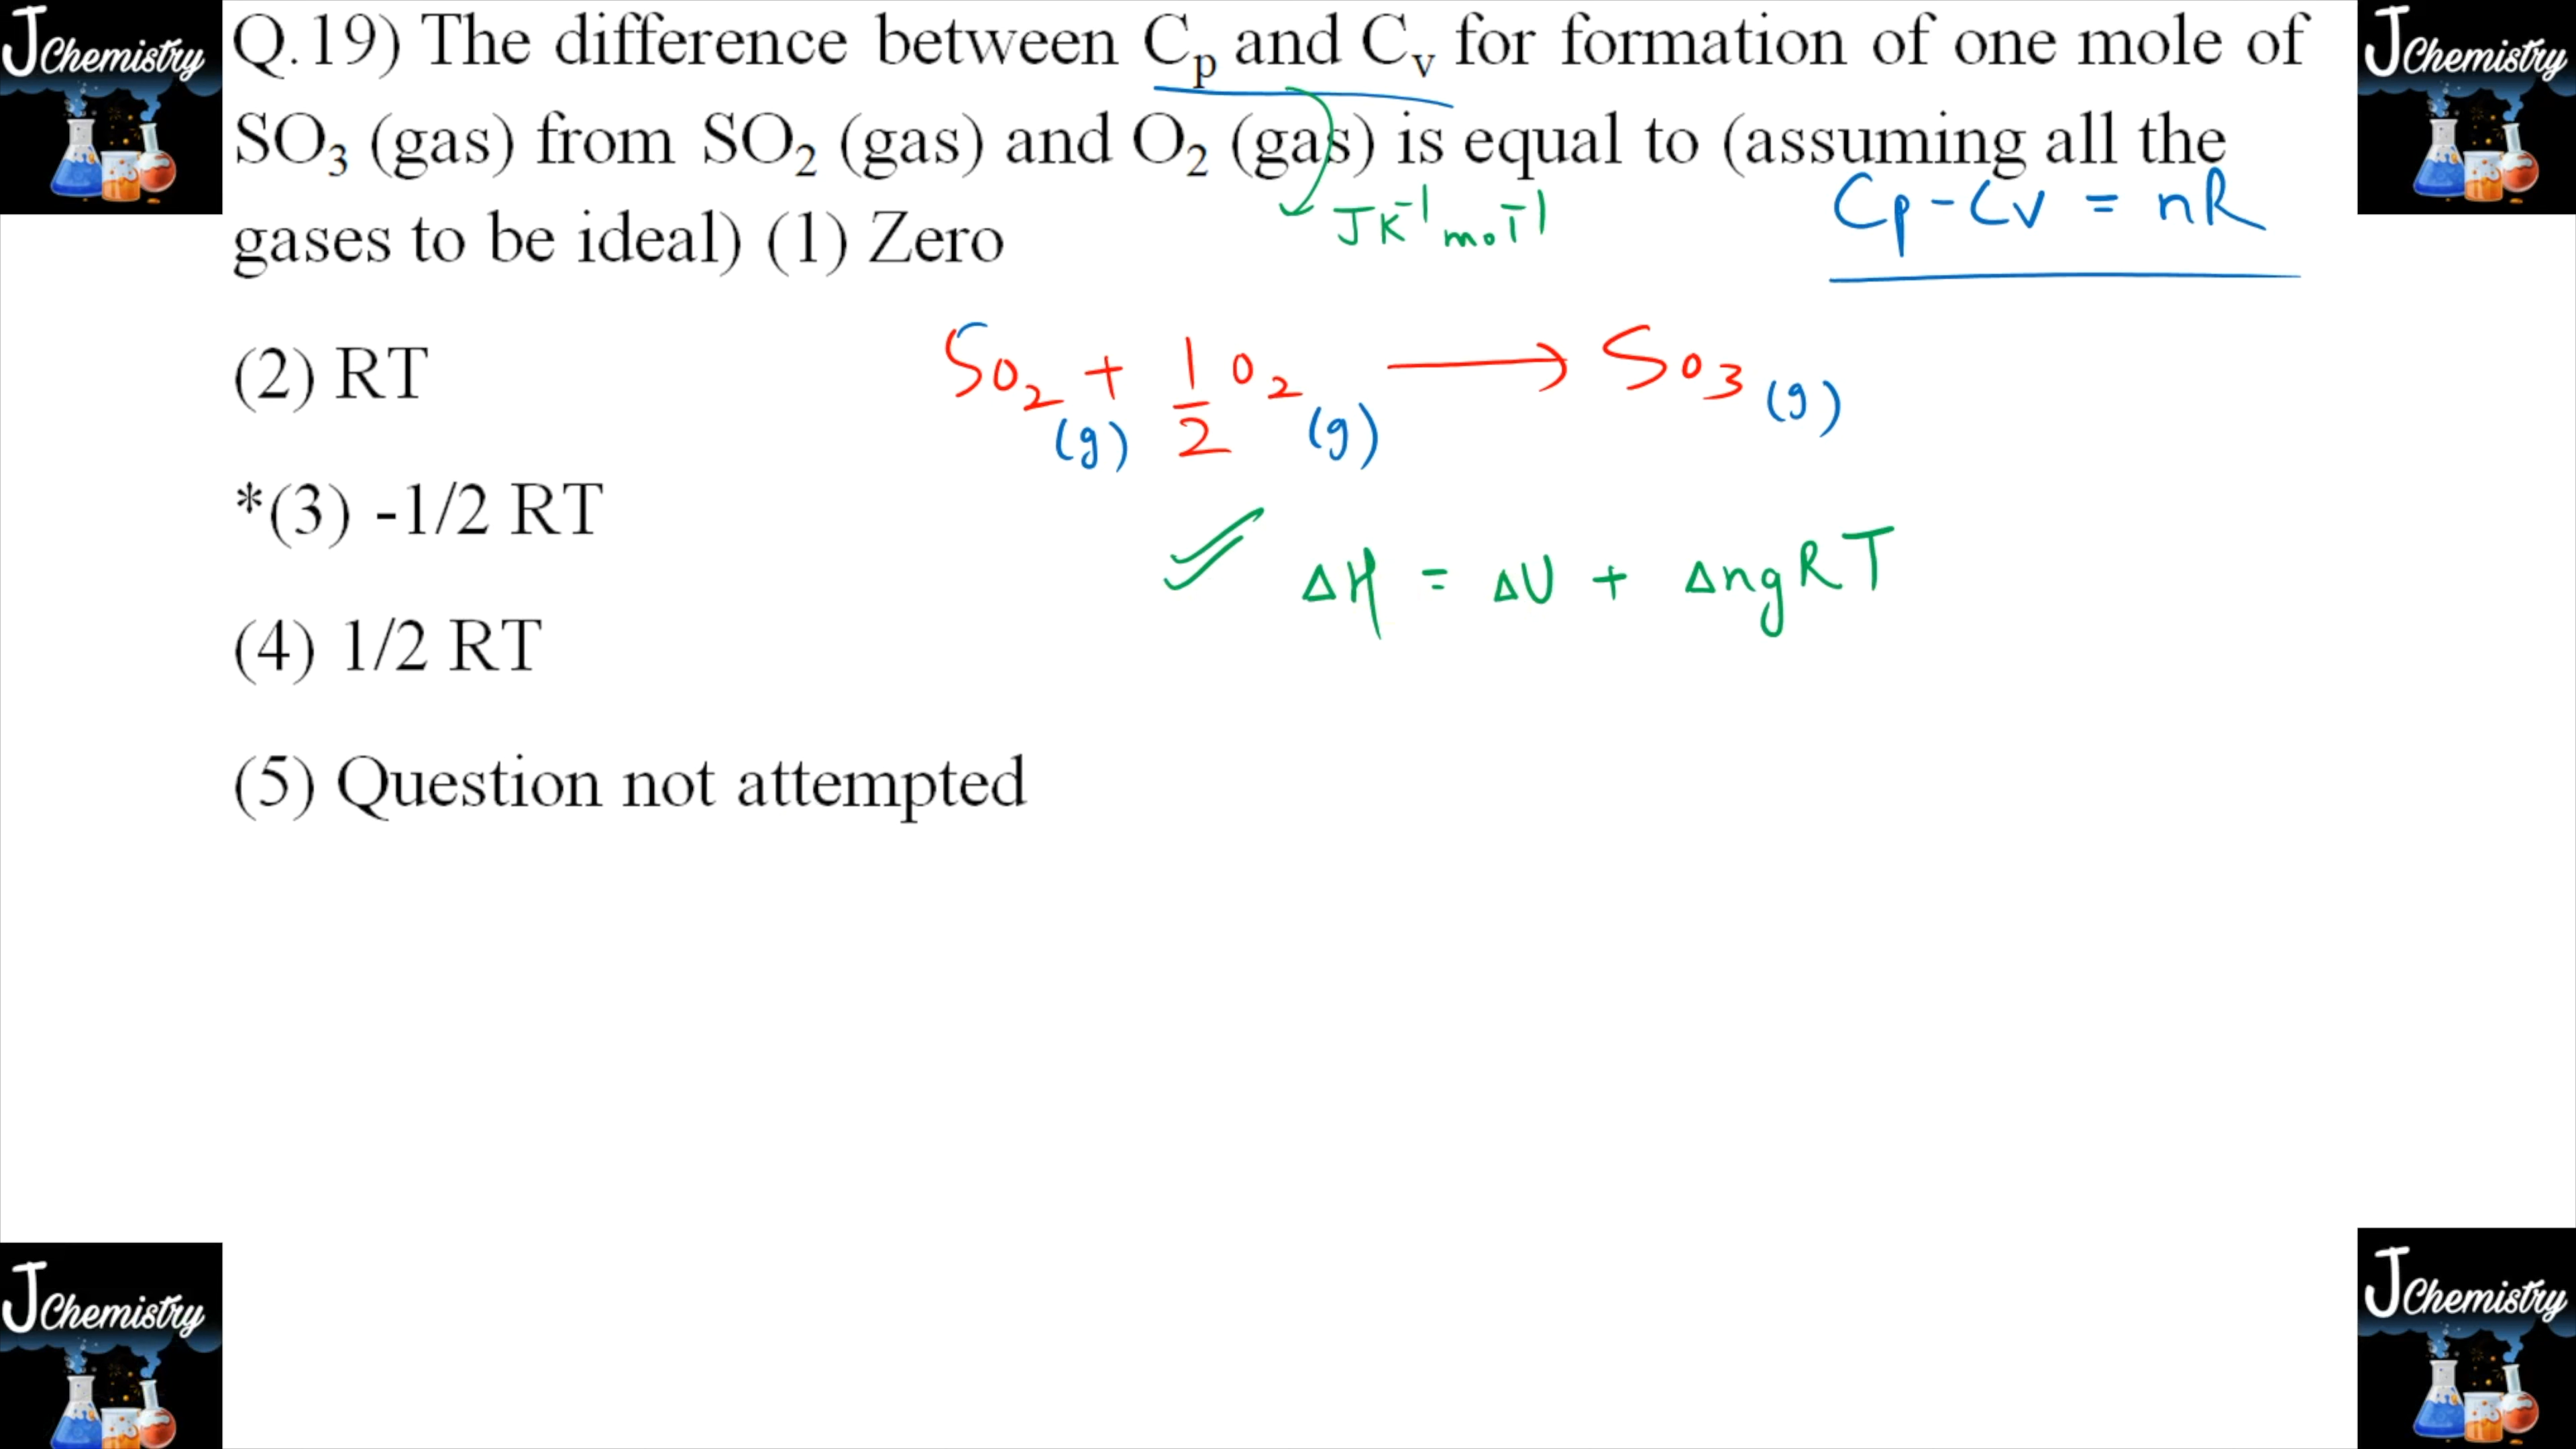 JChemistry
JChemistry
Q.19) The difference between Cp and Cv for formation of one mole of
SO₃ (gas) from SO₂ (gas) and O₂ (gas) is equal to (assuming all the
JK⁻¹mol⁻¹
Cp - Cv = nR
gases to be ideal) (1) Zero
SO₂(g) + 1/2 O₂(g) ⟶ SO₃(g)
(2) RT
*(3) -1/2 RT
ΔH = ΔU + ΔngRT
(4) 1/2 RT
(5) Question not attempted
JChemistry
JChemistry